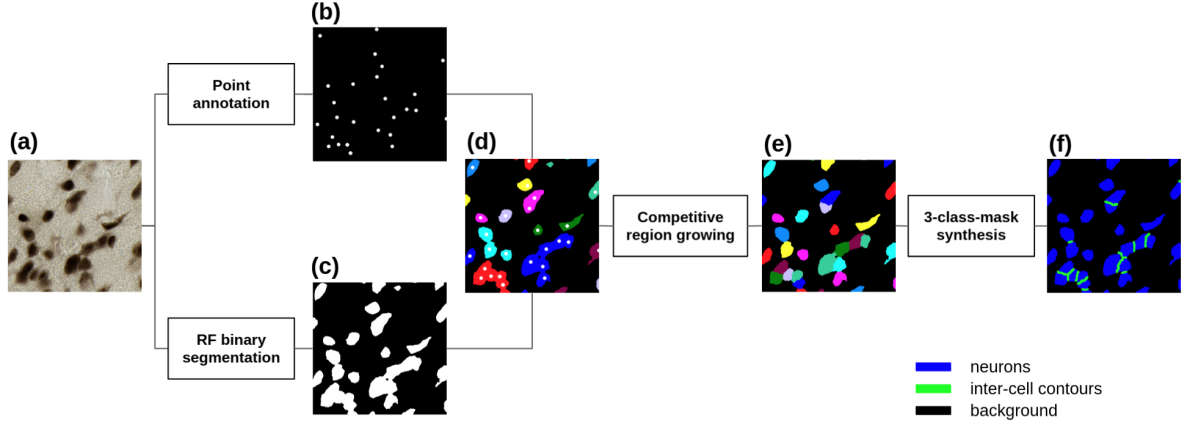 (b)
Point
annotation
(a)
(d)
(e)
(f)
Competitive
region growing
3-class-mask
synthesis
(c)
RF binary
segmentation
neurons
inter-cell contours
background